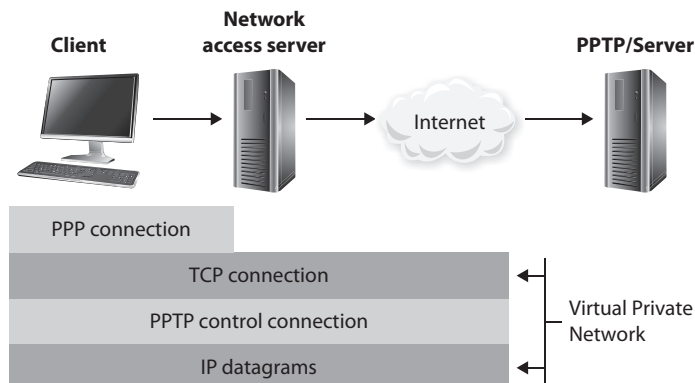 Client
Network
access server
PPTP/Server
Internet
PPP connection
TCP connection
PPTP control connection
IP datagrams
Virtual Private
Network